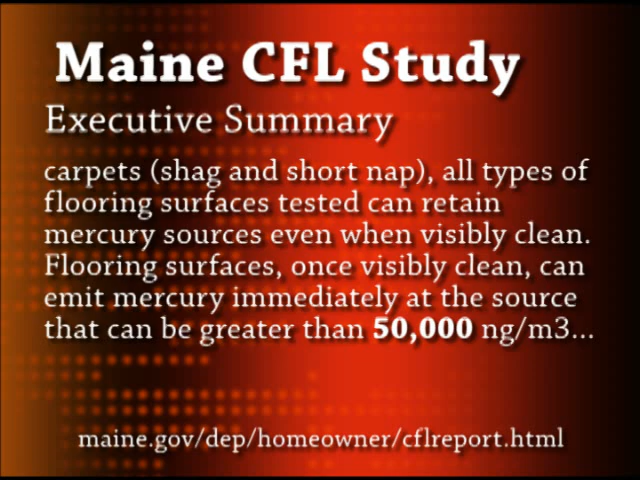 Maine CFL Study
Executive Summary
carpets (shag and short nap), all types of
flooring surfaces tested can retain
mercury sources even when visibly clean.
Flooring surfaces, once visibly clean, can
emit mercury immediately at the source
that can be greater than 50,000 ng/m3...
maine.gov/dep/homeowner/cflreport.html